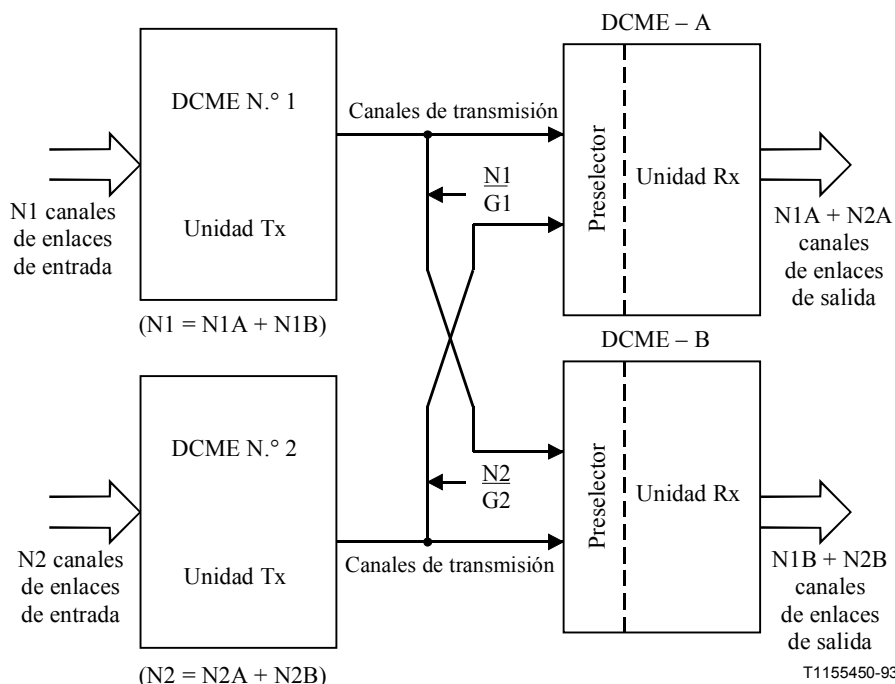 DCME – A
DCME N.° 1
Unidad Tx
N1 canales
de enlaces
de entrada
(N1 = N1A + N1B)
Canales de transmisión
N1
G1
Preselector
Unidad Rx
N1A + N2A
canales
de enlaces
de salida
DCME – B
DCME N.° 2
Unidad Tx
N2 canales
de enlaces
de entrada
(N2 = N2A + N2B)
N2
G2
Canales de transmisión
Preselector
Unidad Rx
N1B + N2B
canales
de enlaces
de salida
T1155450-93